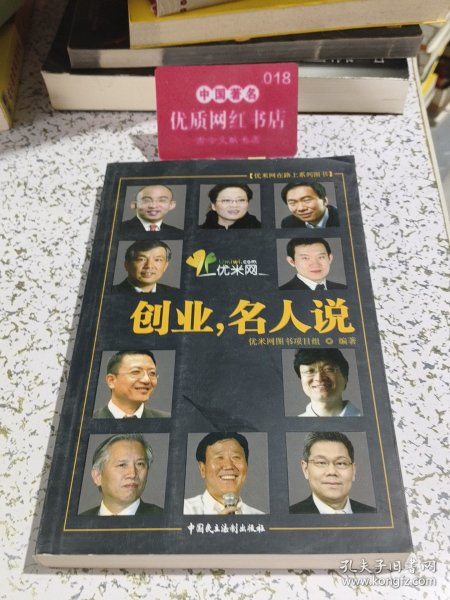 018
中国著名
优质网红书店
【优米网在路上系列图书】
Umiwi.com
优米网
创业，名人说
优米网图书项目组 ◎ 编著
中国民主法制出版社
孔夫子旧书网
www.kongfz.com